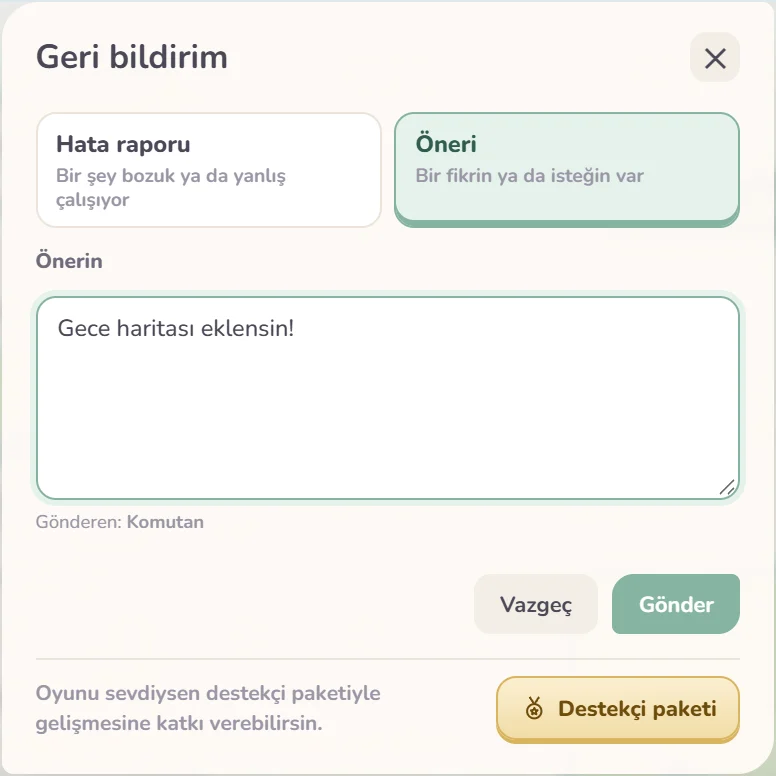 Geri bildirim
Hata raporu
Bir şey bozuk ya da yanlış
çalışıyor
Öneri
Bir fikrin ya da isteğin var
Önerin
Gece haritası eklensin!
Gönderen: Komutan
Vazgeç
Gönder
Oyunu sevdiysen destekçi paketiyle
gelişmesine katkı verebilirsin.
Destekçi paketi